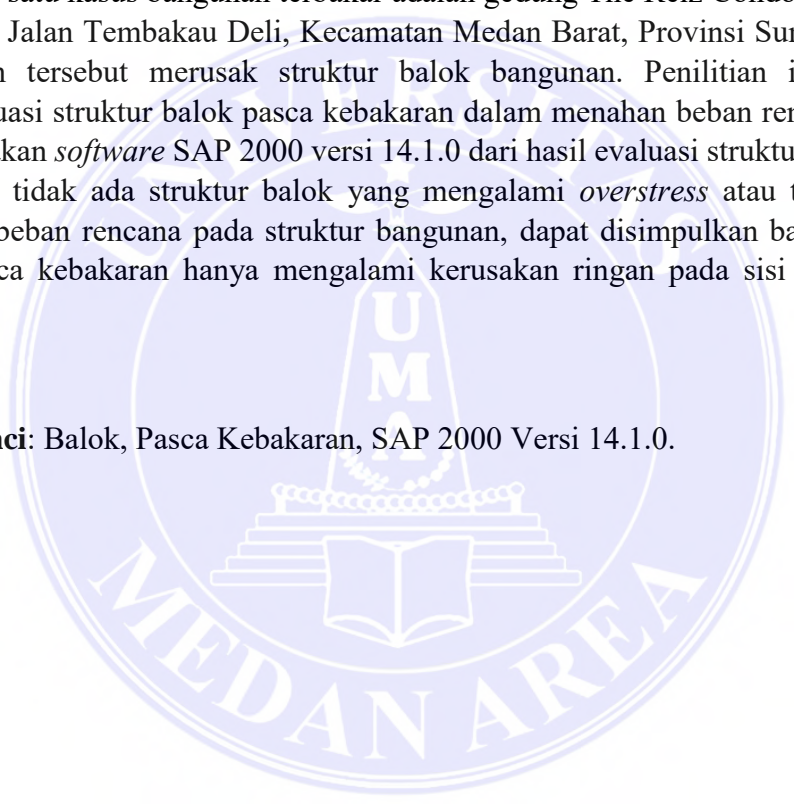 satu kasus bangunan terbakar adalah gedung The Reiz Condo
Jalan Tembakau Deli, Kecamatan Medan Barat, Provinsi Su
tersebut merusak struktur balok bangunan. Penilitian i
struktur balok pasca kebakaran dalam menahan beban ren
software SAP 2000 versi 14.1.0 dari hasil evaluasi struktu
tidak ada struktur balok yang mengalami overstress atau t
beban rencana pada struktur bangunan, dapat disimpulkan ba
ca kebakaran hanya mengalami kerusakan ringan pada sisi
nci: Balok, Pasca Kebakaran, SAP 2000 Versi 14.1.0.
UNIVERSITAS
UMA
MEDAN AREA